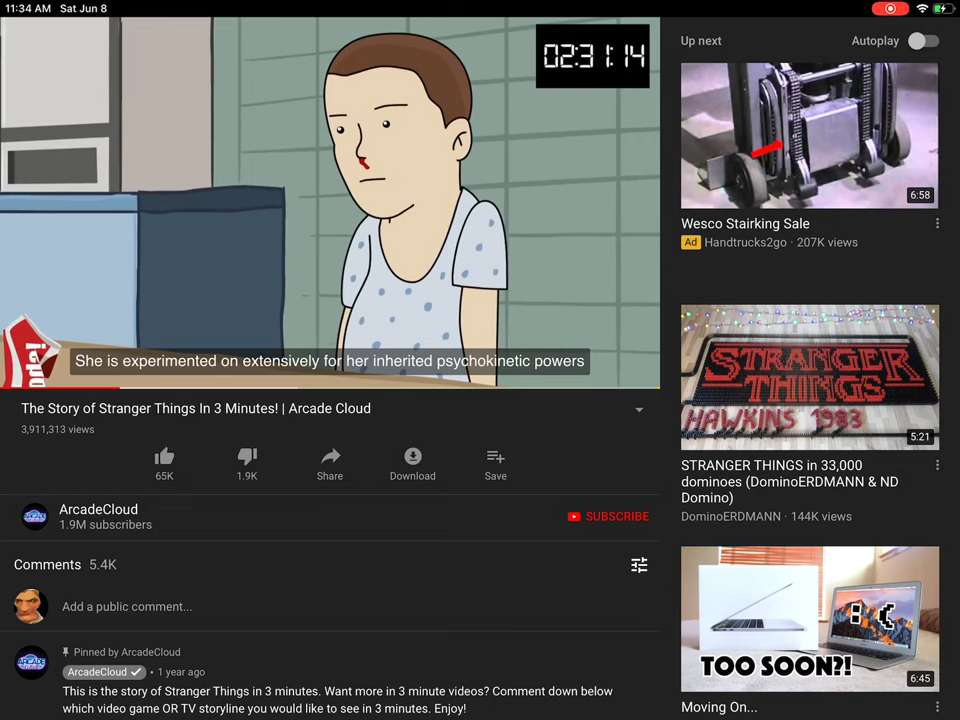 11:34 AM Sat Jun 8
02:31:14
She is experimented on extensively for her inherited psychokinetic powers
The Story of Stranger Things In 3 Minutes! | Arcade Cloud
3,911,313 views
65K
1.9K
Share
Download
Save
ArcadeCloud
1.9M subscribers
SUBSCRIBE
Comments 5.4K
Add a public comment...
Pinned by ArcadeCloud
ArcadeCloud • 1 year ago
This is the story of Stranger Things in 3 minutes. Want more in 3 minute videos? Comment down below
which video game OR TV storyline you would like to see in 3 minutes. Enjoy!
Up next
Autoplay
6:58
Wesco Stairking Sale
Ad Handtrucks2go · 207K views
STRANGER
THINGS
HAWKINS 1983
5:21
STRANGER THINGS in 33,000
dominoes (DominoERDMANN & ND
Domino)
DominoERDMANN · 144K views
TOO SOON?!
6:45
Moving On...